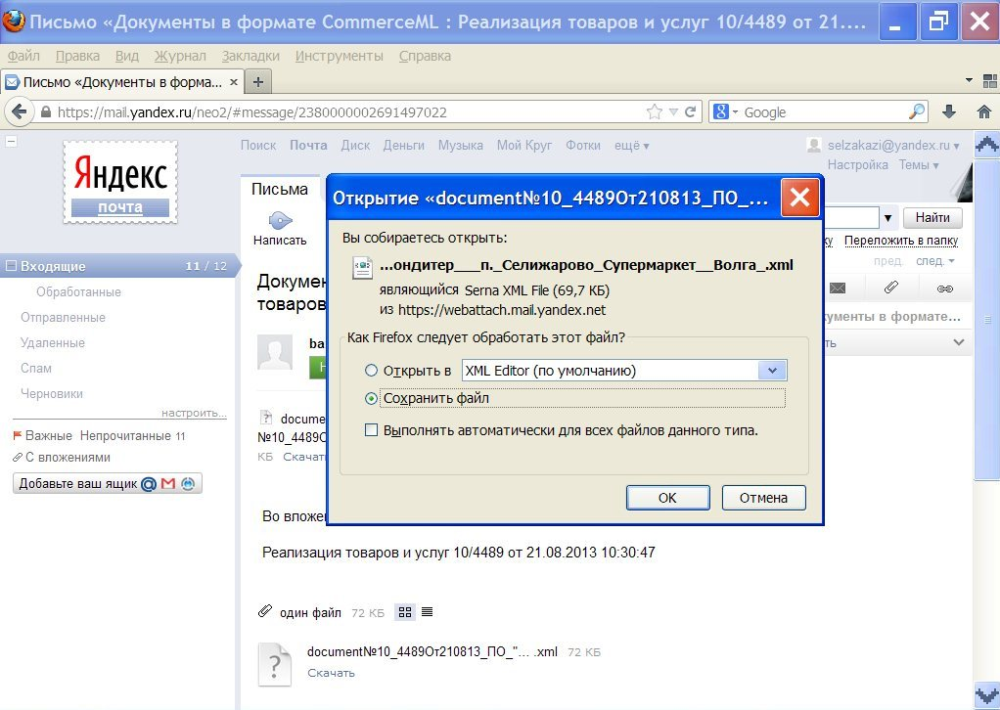 Письмо «Документы в формате CommerceML : Реализация товаров и услуг 10/4489 от 21....
Файл Правка Вид Журнал Закладки Инструменты Справка
Письмо «Документы в форма... × +
https://mail.yandex.ru/neo2/#message/2380000002691497022
Google
Яндекс
почта
Поиск Почта Диск Деньги Музыка Мой Круг Фотки ещё
selzakazi@yandex.ru
Настройка Темы
Письма
Написать
Найти
Переложить в папку
пред. след.
Входящие 11 / 12
Обработанные
Отправленные
Удаленные
Спам
Черновики
настроить...
Важные Непрочитанные 11
С вложениями
Добавьте ваш ящик
Открытие «document№10_4489От210813_ПО_...
Вы собираетесь открыть:
...ондитер___п._Селижарово_Супермаркет__Волга_.xml
являющийся Serna XML File (69,7 КБ)
из https://webattach.mail.yandex.net
Как Firefox следует обработать этот файл?
Открыть в XML Editor (по умолчанию)
Сохранить файл
Выполнять автоматически для всех файлов данного типа.
OK Отмена
Докумен
товаров
ba
ументы в формате...
ть
docume
№10_4489
КБ Скачать
Во вложе
Реализация товаров и услуг 10/4489 от 21.08.2013 10:30:47
один файл 72 КБ
document№10_4489От210813_ПО_"... .xml 72 КБ
Скачать